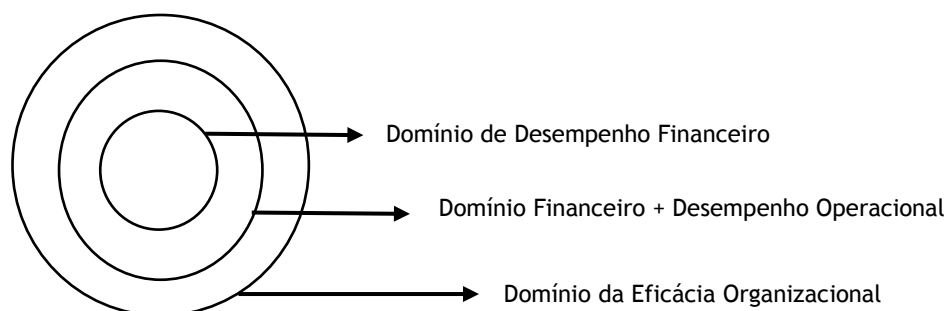 Domínio de Desempenho Financeiro
Domínio Financeiro + Desempenho Operacional
Domínio da Eficácia Organizacional